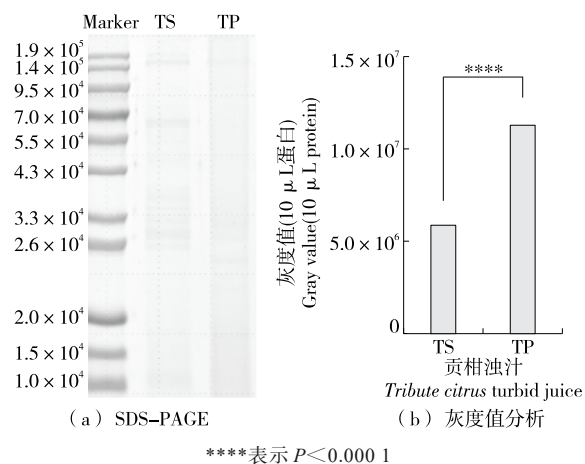 Marker TS TP
1.9×10⁵
1.4×10⁵
9.5×10⁴
7.0×10⁴
5.5×10⁴
4.3×10⁴
3.3×10⁴
2.6×10⁴
2.0×10⁴
1.5×10⁴
1.0×10⁴
(a) SDS–PAGE
灰度值(10 μL蛋白)
Gray value(10 μL protein)
1.5×10⁷
1.0×10⁷
5.0×10⁶
0
****
TS TP
贡柑浊汁
Tribute citrus turbid juice
(b) 灰度值分析
****表示 P＜0.000 1